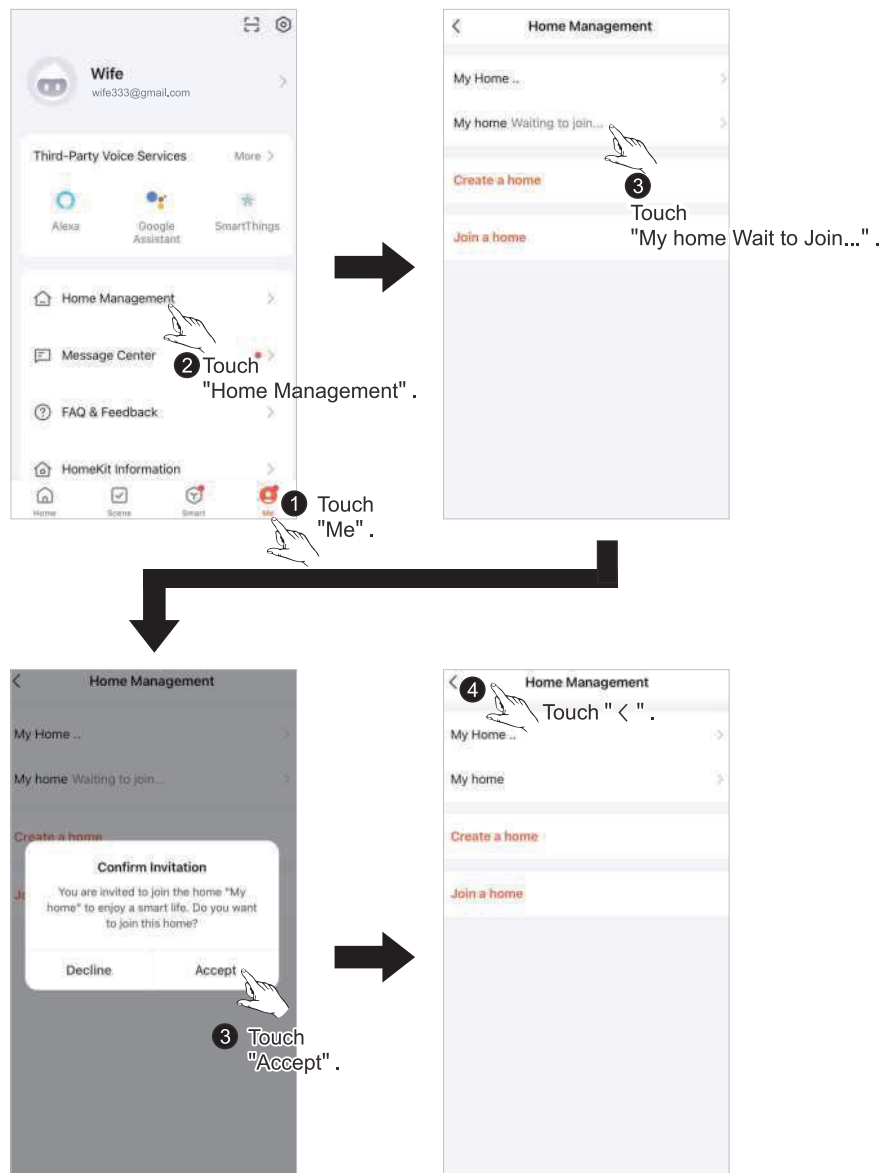 Wife
wife333@gmail.com
Third-Party Voice Services More >
Alexa
Google
Assistant
SmartThings
Home Management
Message Center
2 Touch
"Home Management" .
FAQ & Feedback
HomeKit Information
Home Scene Smart Me
1 Touch
"Me" .
< Home Management
My Home ..
My home Waiting to join...
Create a home
Join a home
3
Touch
"My home Wait to Join..." .
< Home Management
My Home ..
My home Waiting to join...
Create a home
Confirm Invitation
You are invited to join the home "My
home" to enjoy a smart life. Do you want
to join this home?
Decline Accept
3 Touch
"Accept" .
< Home Management
4
Touch " < " .
My Home ..
My home
Create a home
Join a home